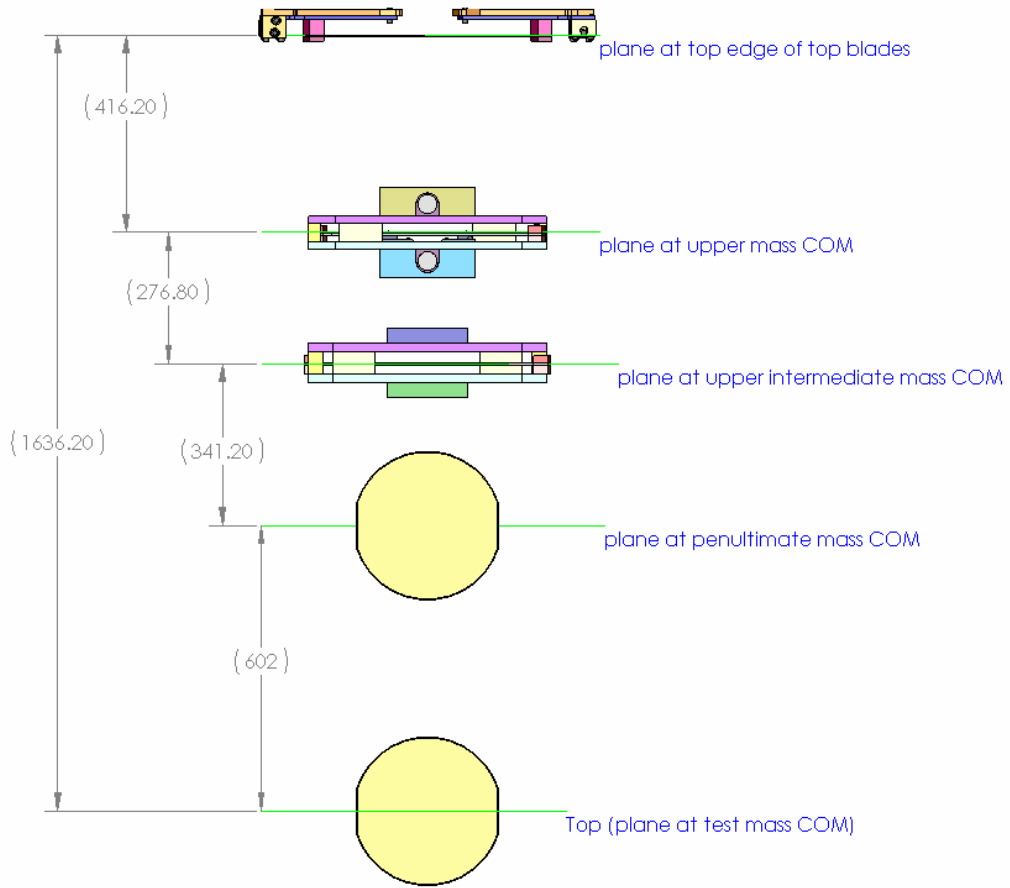 plane at top edge of top blades
(416.20)
plane at upper mass COM
(276.80)
plane at upper intermediate mass COM
(1636.20)
(341.20)
plane at penultimate mass COM
(602)
Top (plane at test mass COM)